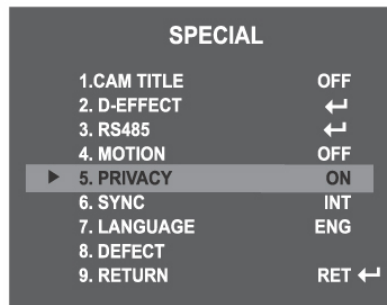 SPECIAL
1.CAM TITLE OFF
2. D-EFFECT ↵
3. RS485 ↵
4. MOTION OFF
▶ 5. PRIVACY ON
6. SYNC INT
7. LANGUAGE ENG
8. DEFECT
9. RETURN RET ↵